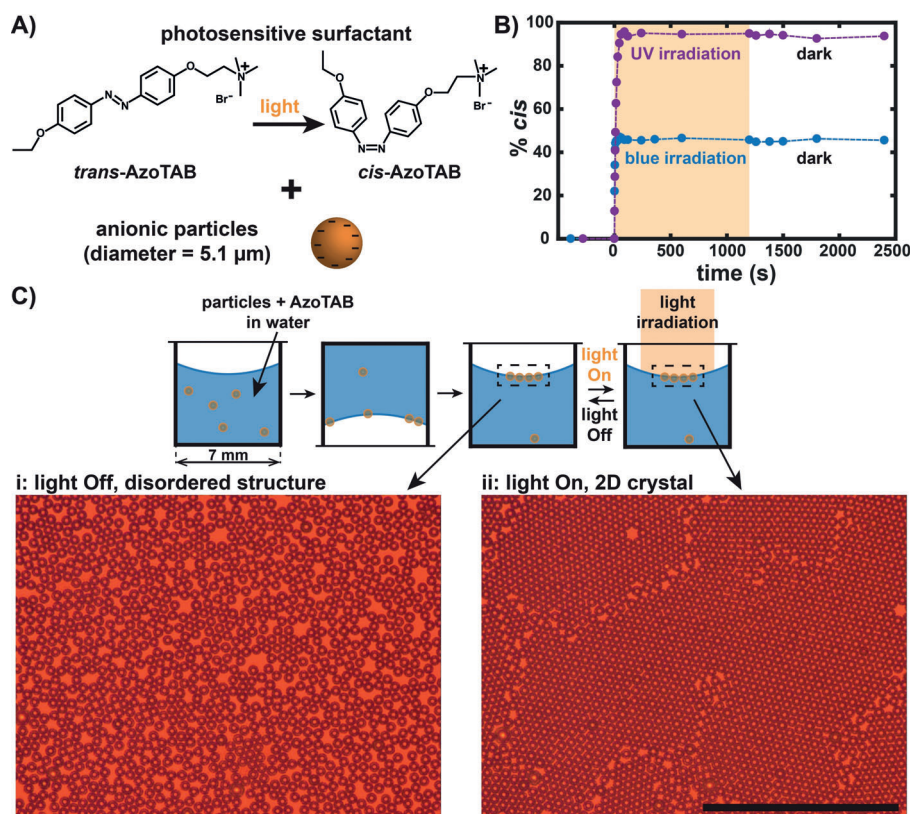 A)
photosensitive surfactant
O
N
N
O
N
+
Br⁻
trans-AzoTAB
light
O
N
N
O
N
+
Br⁻
cis-AzoTAB
+
anionic particles
(diameter = 5.1 µm)
B)
% cis
100
80
60
40
20
0
UV irradiation
dark
blue irradiation
dark
0
500
1000
1500
2000
2500
time (s)
C)
particles + AzoTAB
in water
7 mm
light
On
light
Off
light
irradiation
i: light Off, disordered structure
ii: light On, 2D crystal